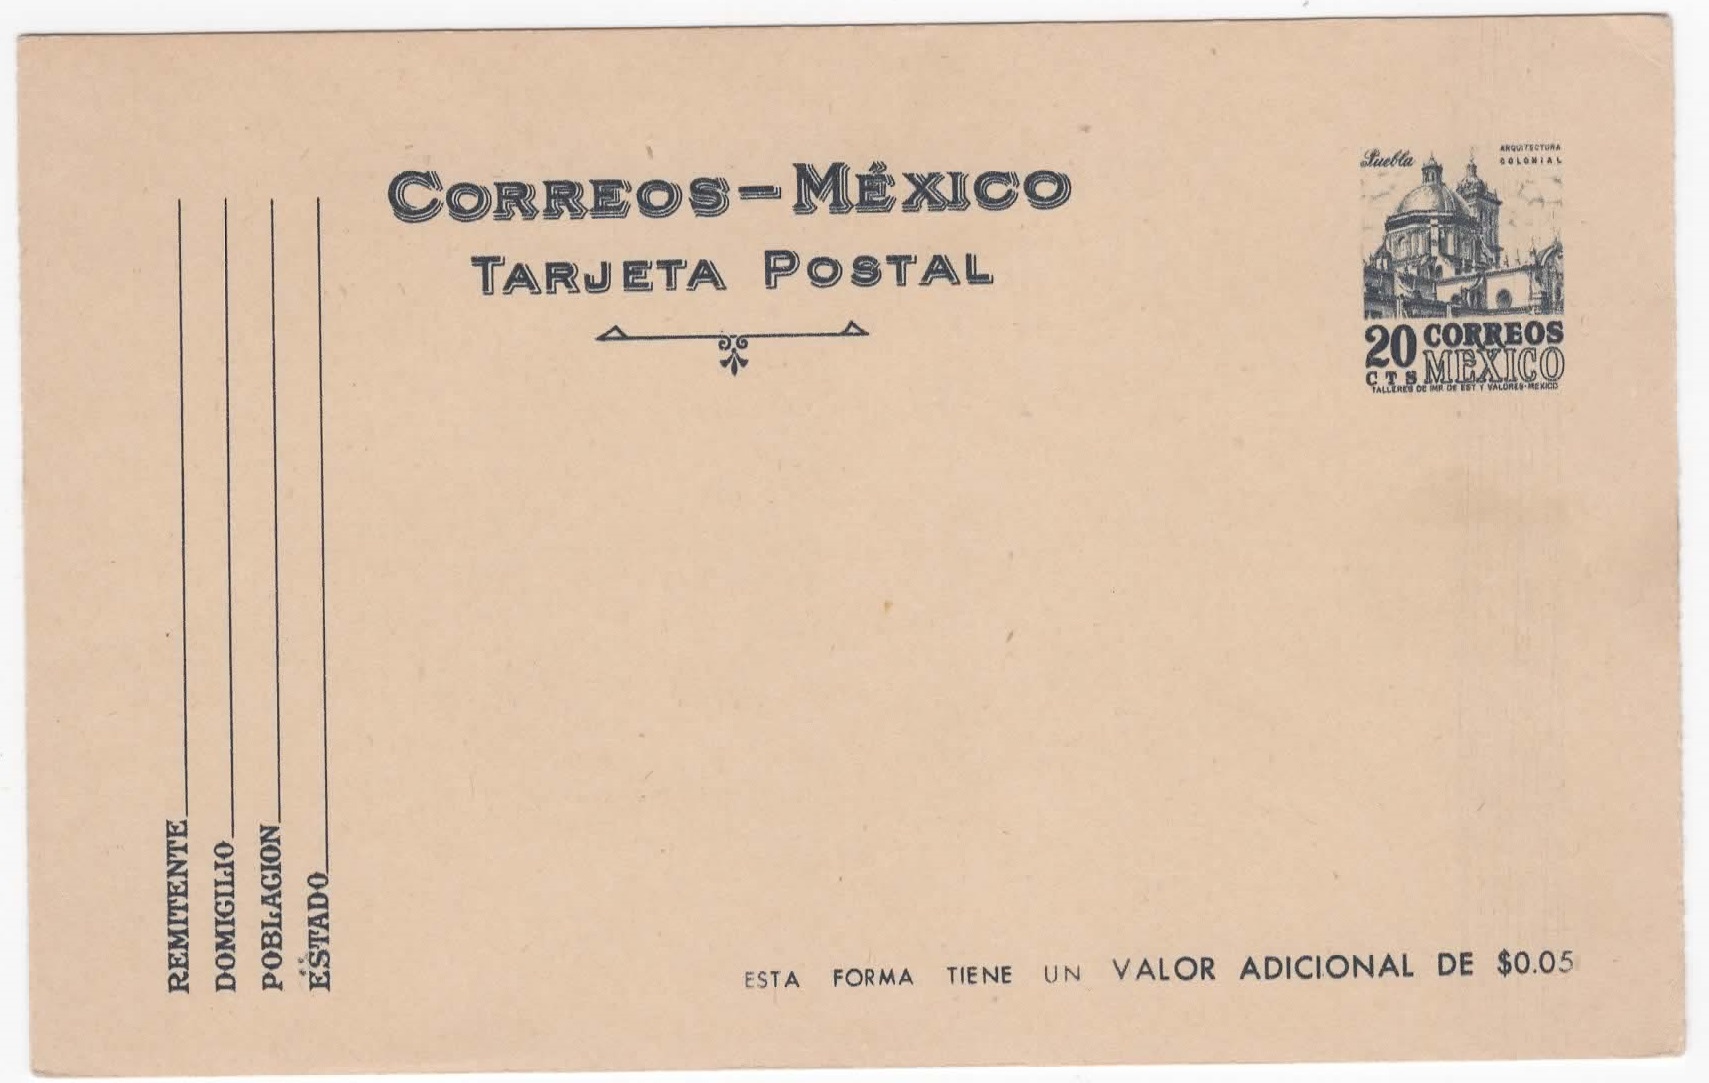 CORREOS-MÉXICO
TARJETA POSTAL
Puebla
ARQUITECTURA
COLONIAL
20 CORREOS
CTS MEXICO
TALLERES DE IMP. DE EST. Y VALORES-MEXICO
REMITENTE
DOMICILIO
POBLACION
ESTADO
ESTA FORMA TIENE UN VALOR ADICIONAL DE $0.05